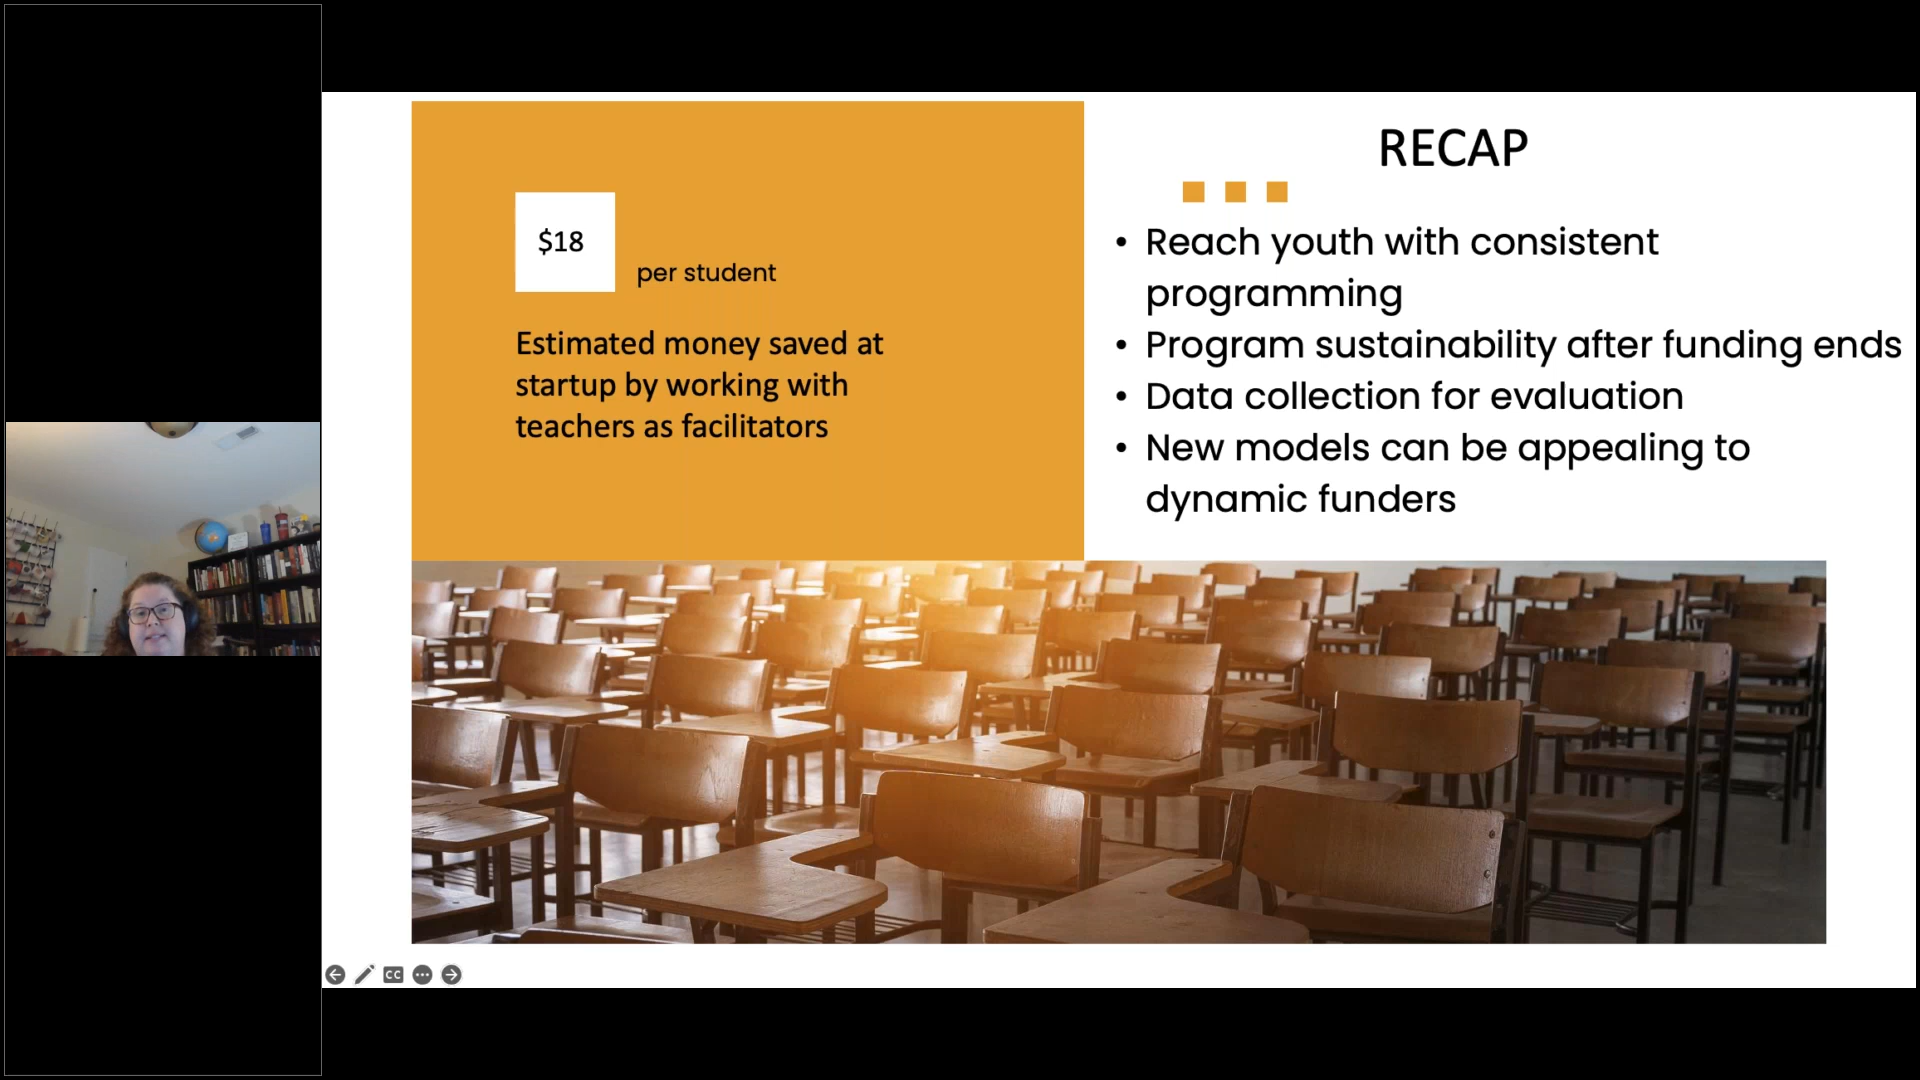 $18
per student
Estimated money saved at
startup by working with
teachers as facilitators
RECAP
• Reach youth with consistent
programming
• Program sustainability after funding ends
• Data collection for evaluation
• New models can be appealing to
dynamic funders
CC